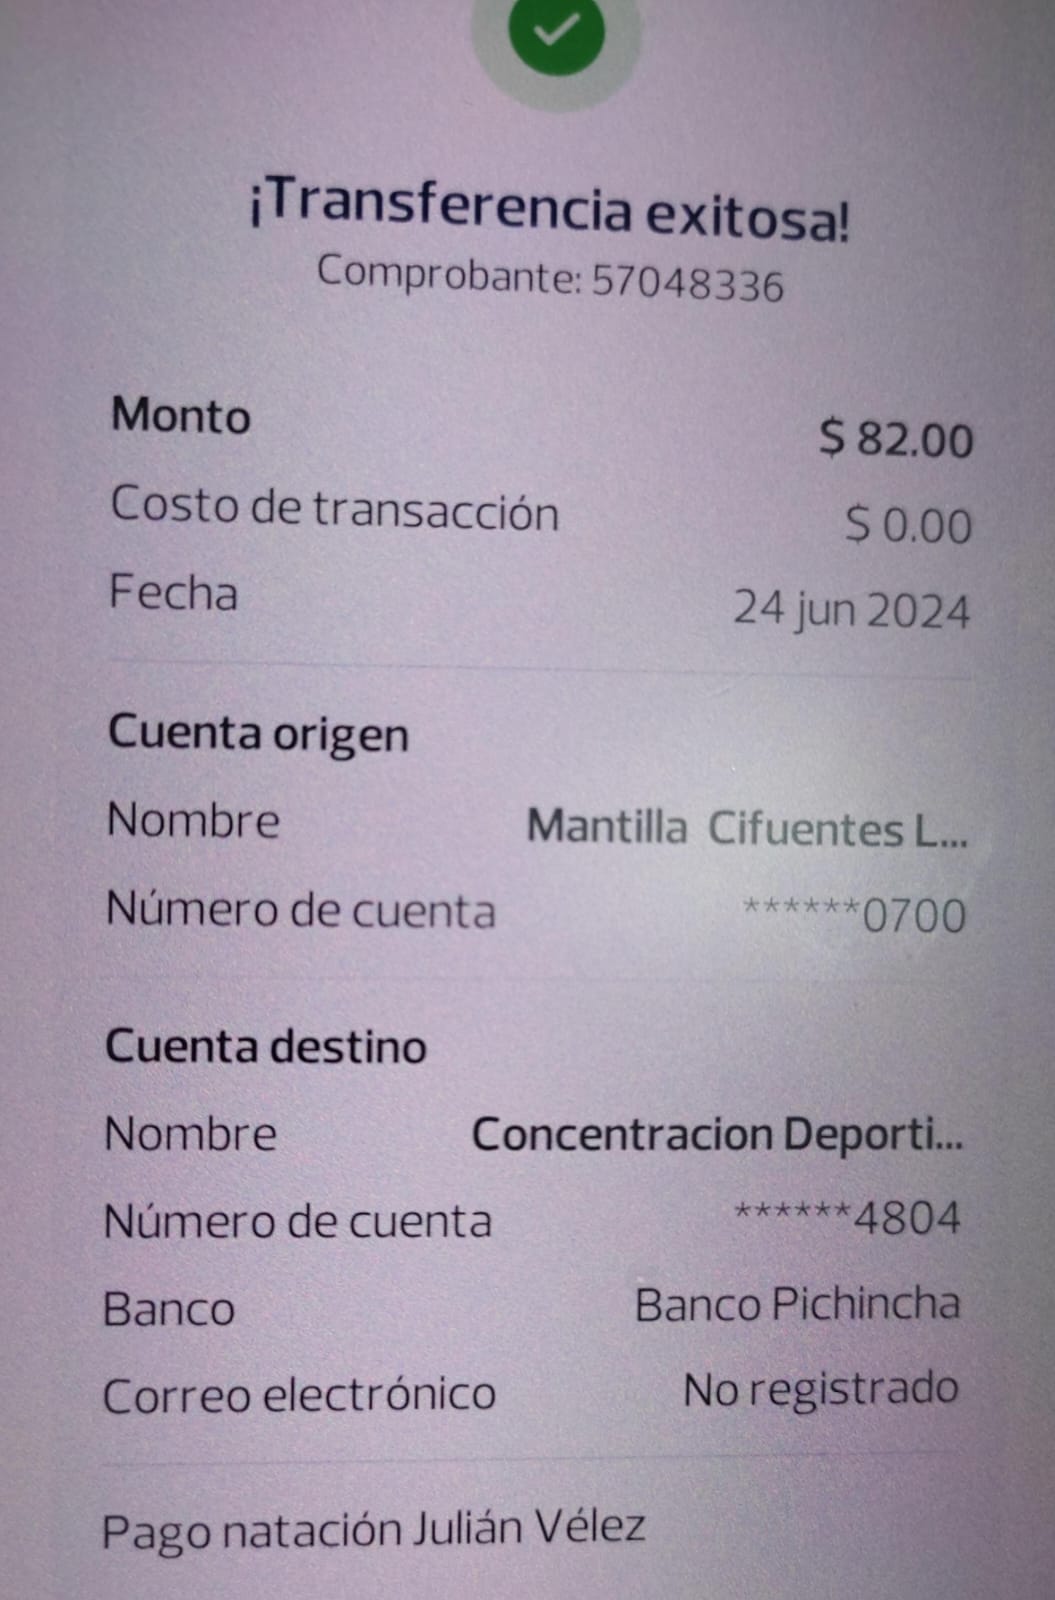 ¡Transferencia exitosa!
Comprobante: 57048336
Monto $ 82.00
Costo de transacción $ 0.00
Fecha 24 jun 2024
Cuenta origen
Nombre Mantilla Cifuentes L...
Número de cuenta ******0700
Cuenta destino
Nombre Concentracion Deporti...
Número de cuenta ******4804
Banco Banco Pichincha
Correo electrónico No registrado
Pago natación Julián Vélez